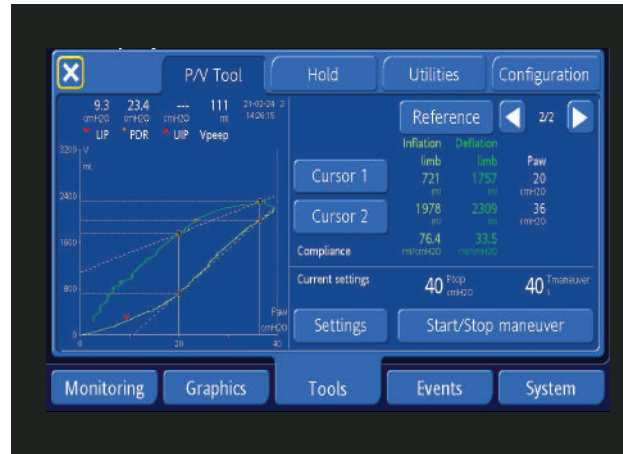 P/V Tool Hold Utilities Configuration
9.3 23.4 --- 111 21-02-24 2
cmH2O cmH2O cmH2O ml 14:26:15
LIP PDR UIP Vpeep
Reference 2/2
Inflation Deflation
limb limb Paw
3200 V
ml
Cursor 1 721 1757 20
ml ml cmH2O
2400
Cursor 2 1978 2309 36
ml ml cmH2O
1600
Compliance 76.4 33.5
ml/cmH2O ml/cmH2O
800
Current settings 40 Ptop cmH2O 40 Tmaneuver s
Paw
cmH2O
0
0 20 40
Settings Start/Stop maneuver
Monitoring Graphics Tools Events System